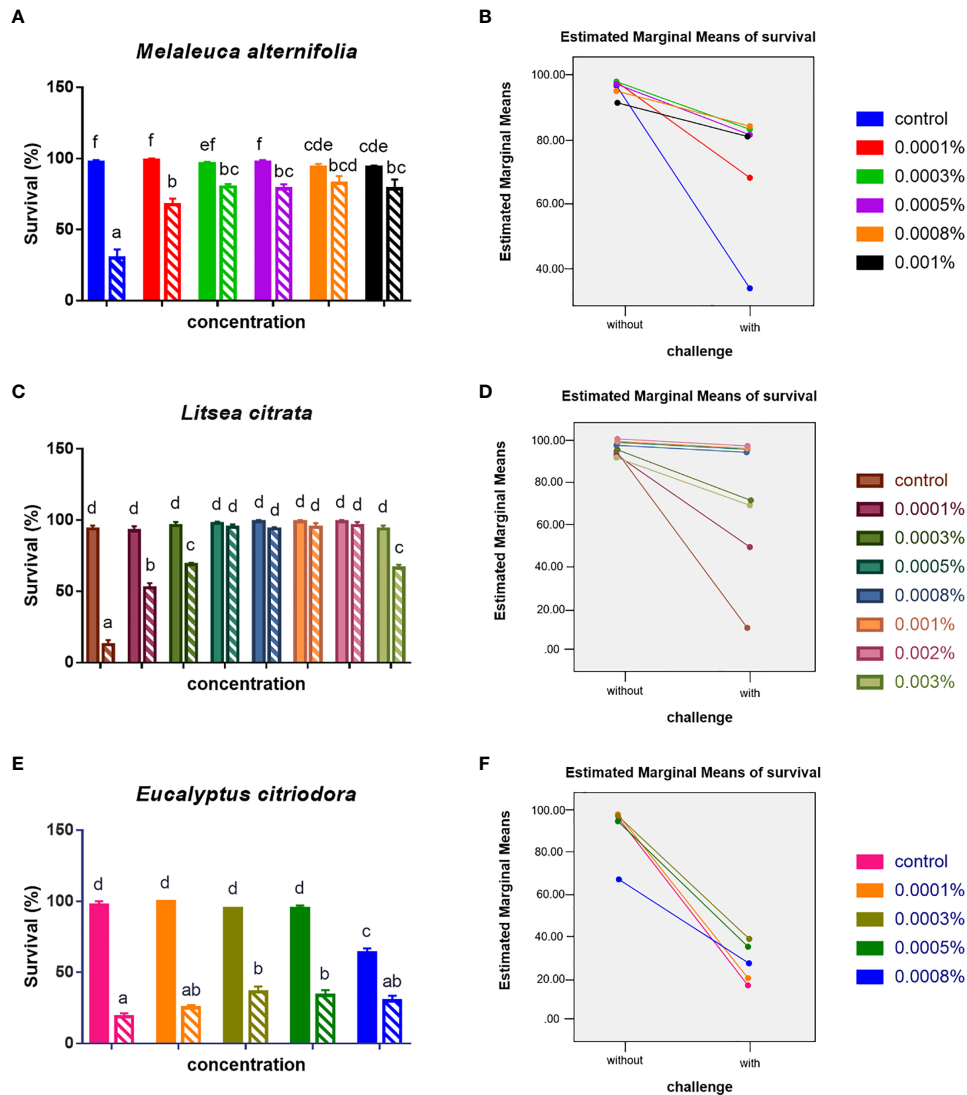 A
Melaleuca alternifolia
Survival (%)
150
100
50
0
f
a
f
b
ef
bc
f
bc
cde
bcd
cde
bc
concentration
B
Estimated Marginal Means of survival
Estimated Marginal Means
100.00
80.00
60.00
40.00
without
with
challenge
control
0.0001%
0.0003%
0.0005%
0.0008%
0.001%
C
Litsea citrata
Survival (%)
150
100
50
0
d
a
d
b
d
c
d
d
d
d
d
d
d
d
d
c
concentration
D
Estimated Marginal Means of survival
Estimated Marginal Means
100.00
80.00
60.00
40.00
20.00
.00
without
with
challenge
control
0.0001%
0.0003%
0.0005%
0.0008%
0.001%
0.002%
0.003%
E
Eucalyptus citriodora
Survival (%)
150
100
50
0
d
a
d
ab
d
b
d
b
c
ab
concentration
F
Estimated Marginal Means of survival
Estimated Marginal Means
100.00
80.00
60.00
40.00
20.00
.00
without
with
challenge
control
0.0001%
0.0003%
0.0005%
0.0008%